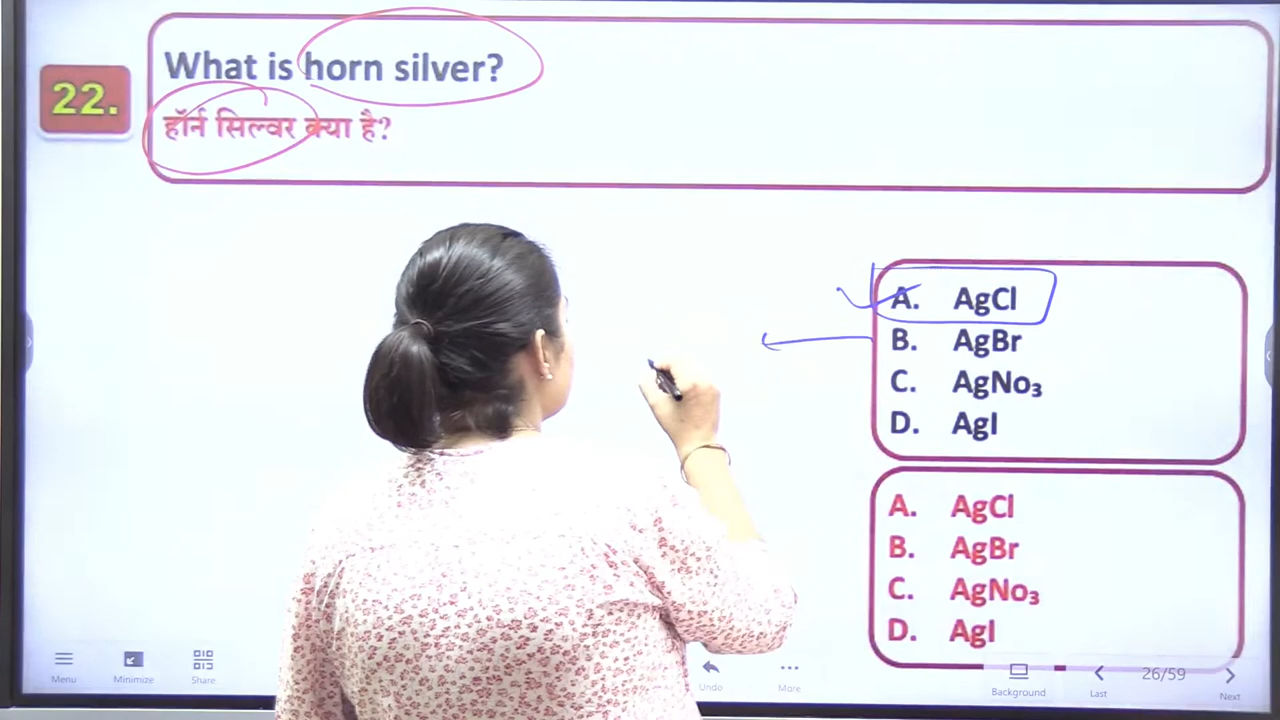 22.
What is horn silver?
हॉर्न सिल्वर क्या है?
A. AgCl
B. AgBr
C. AgNo₃
D. AgI
A. AgCl
B. AgBr
C. AgNo₃
D. AgI
Menu
Minimize
Share
Undo
More
Background
Last
26/59
Next